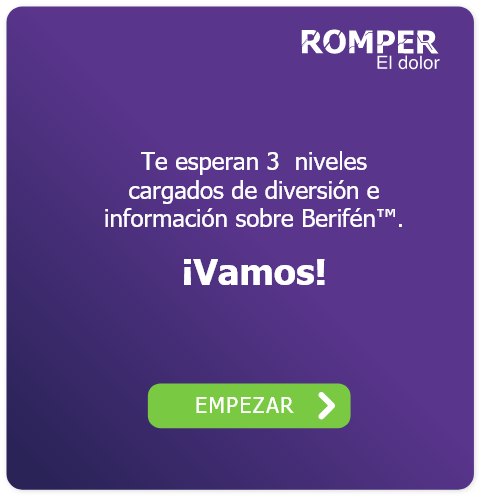 ROMPER
El dolor
Te esperan 3 niveles
cargados de diversión e
información sobre Berifén™.
¡Vamos!
EMPEZAR